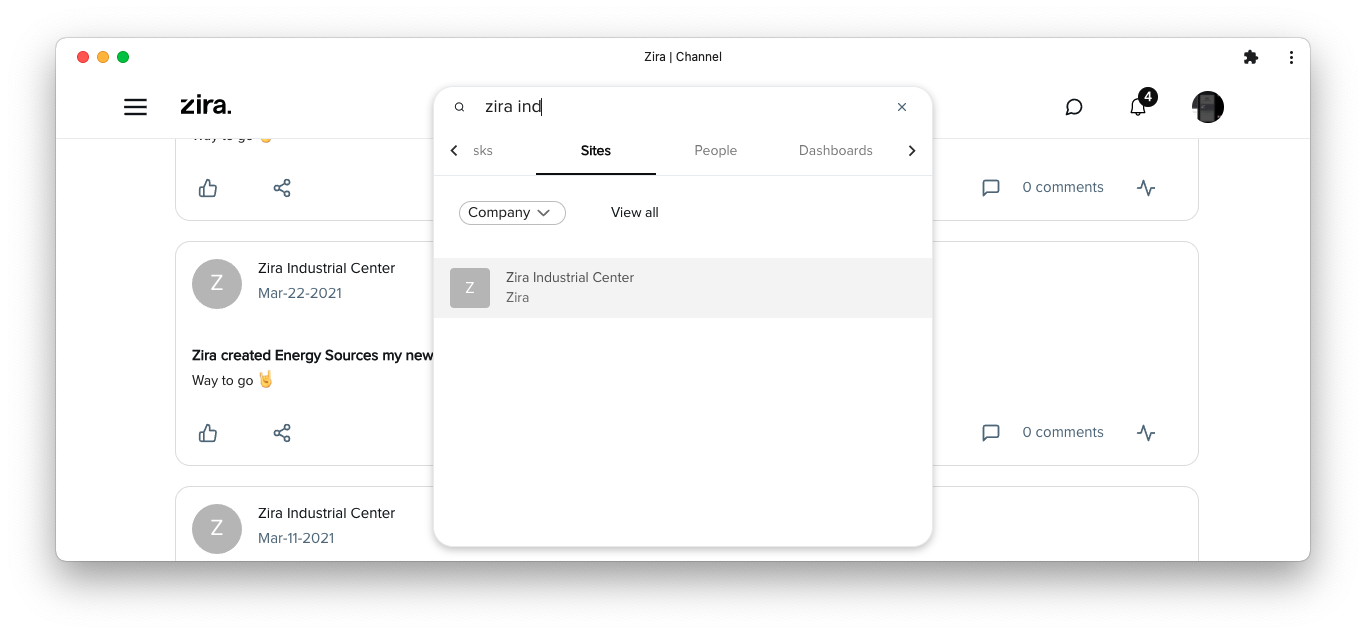 Zira | Channel
zira.
zira ind
4
sks
Sites
People
Dashboards
Way to go
0 comments
Company
View all
Z
Zira Industrial Center
Mar-22-2021
Z
Zira Industrial Center
Zira
Zira created Energy Sources my new
Way to go 🤘
0 comments
Z
Zira Industrial Center
Mar-11-2021